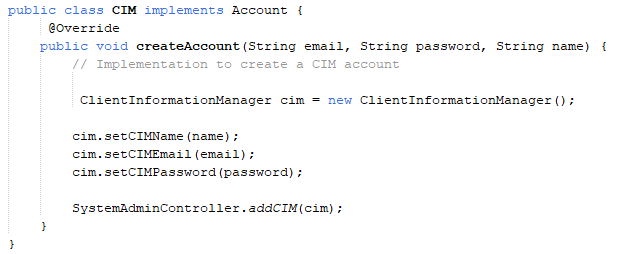 public class CIM implements Account {
@Override
public void createAccount(String email, String password, String name) {
// Implementation to create a CIM account
ClientInformationManager cim = new ClientInformationManager();
cim.setCIMName(name);
cim.setCIMEmail(email);
cim.setCIMPassword(password);
SystemAdminController.addCIM(cim);
}
}